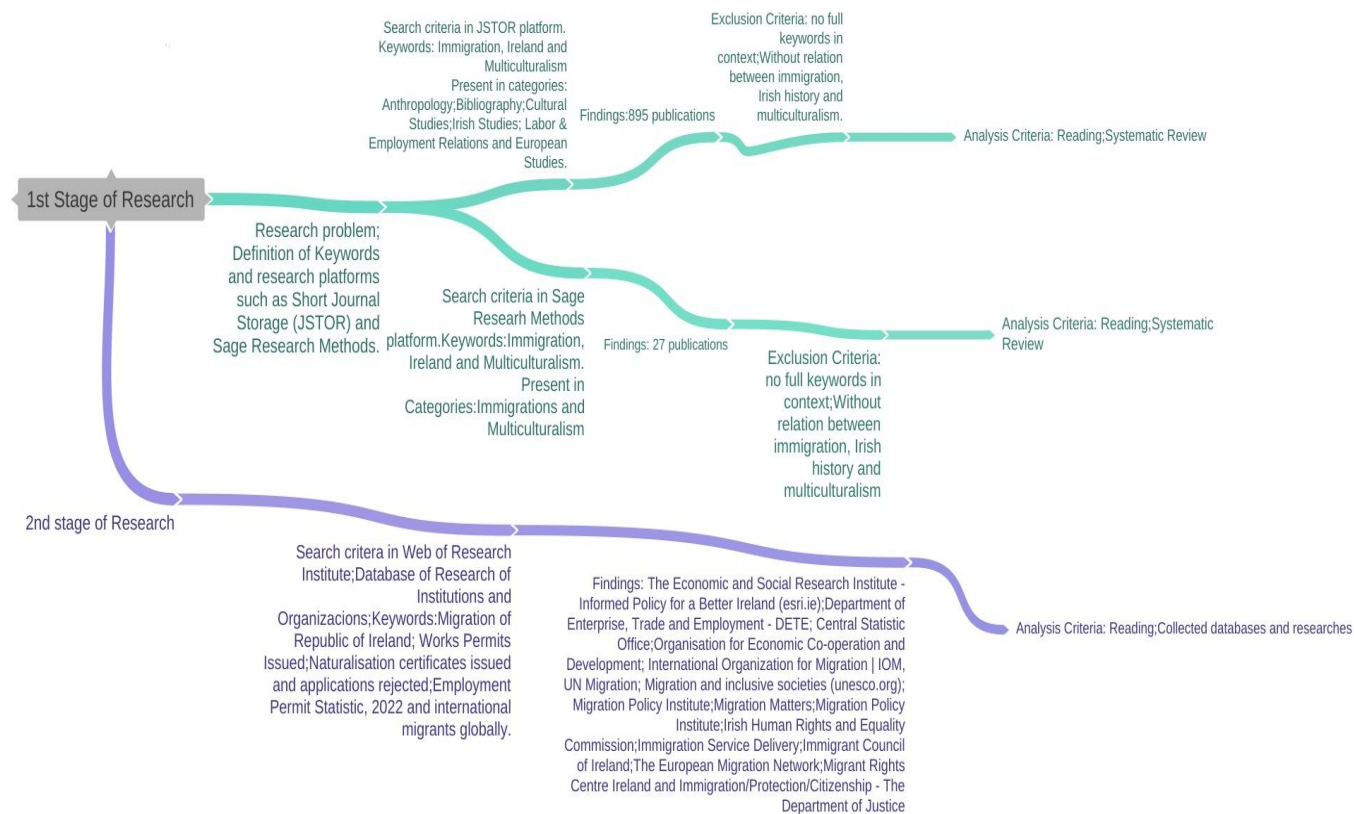 Search criteria in JSTOR platform.
Keywords: Immigration, Ireland and
Multiculturalism
Present in categories:
Anthropology;Bibliography;Cultural
Studies;Irish Studies; Labor &
Employment Relations and European
Studies.
Findings:895 publications
Exclusion Criteria: no full
keywords in
context;Without relation
between immigration,
Irish history and
multiculturalism.
Analysis Criteria: Reading;Systematic Review
1st Stage of Research
Research problem;
Definition of Keywords
and research platforms
such as Short Journal
Storage (JSTOR) and
Sage Research Methods.
Search criteria in Sage
Researh Methods
platform.Keywords:Immigration,
Ireland and Multiculturalism.
Present in
Categories:Immigrations and
Multiculturalism
Findings: 27 publications
Exclusion Criteria:
no full keywords in
context;Without
relation between
immigration, Irish
history and
multiculturalism
Analysis Criteria: Reading;Systematic
Review
2nd stage of Research
Search critera in Web of Research
Institute;Database of Research of
Institutions and
Organizacions;Keywords:Migration of
Republic of Ireland; Works Permits
Issued;Naturalisation certificates issued
and applications rejected;Employment
Permit Statistic, 2022 and international
migrants globally.
Findings: The Economic and Social Research Institute -
Informed Policy for a Better Ireland (esri.ie);Department of
Enterprise, Trade and Employment - DETE; Central Statistic
Office;Organisation for Economic Co-operation and
Development; International Organization for Migration | IOM,
UN Migration; Migration and inclusive societies (unesco.org);
Migration Policy Institute;Migration Matters;Migration Policy
Institute;Irish Human Rights and Equality
Commission;Immigration Service Delivery;Immigrant Council
of Ireland;The European Migration Network;Migrant Rights
Centre Ireland and Immigration/Protection/Citizenship - The
Department of Justice
Analysis Criteria: Reading;Collected databases and researches